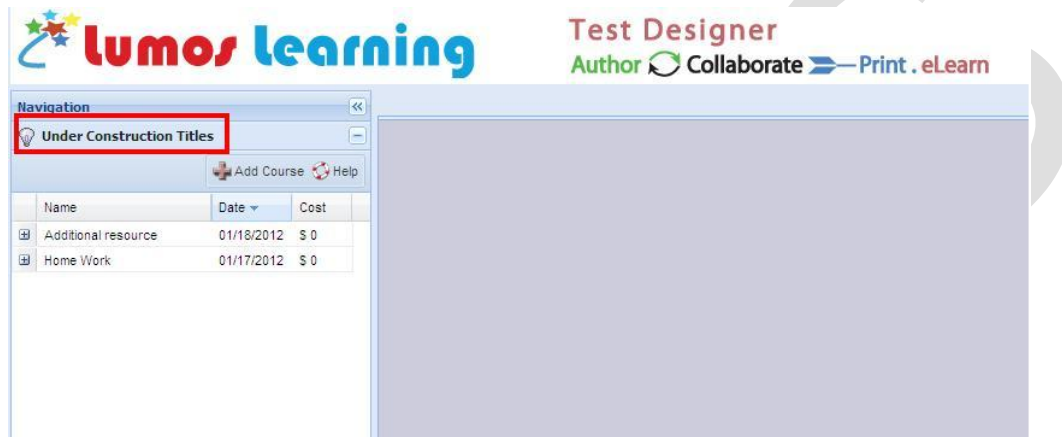 lumos learning
Test Designer
Author Collaborate Print . eLearn
Navigation
Under Construction Titles
Add Course Help
Name Date Cost
Additional resource 01/18/2012 $ 0
Home Work 01/17/2012 $ 0